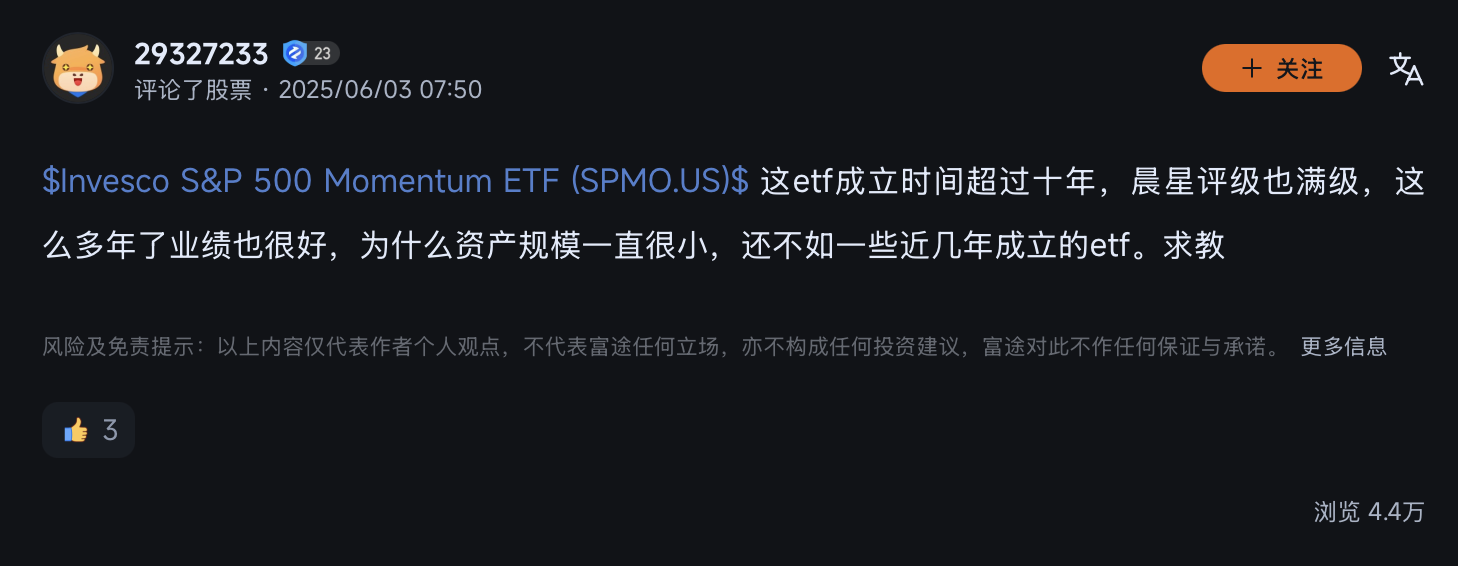 29327233 23
评论了股票 · 2025/06/03 07:50
+ 关注
文A
$Invesco S&P 500 Momentum ETF (SPMO.US)$ 这etf成立时间超过十年，晨星评级也满级，这
么多年了业绩也很好，为什么资产规模一直很小，还不如一些近几年成立的etf。求教
风险及免责提示：以上内容仅代表作者个人观点，不代表富途任何立场，亦不构成任何投资建议，富途对此不作任何保证与承诺。 更多信息
3
浏览 4.4万